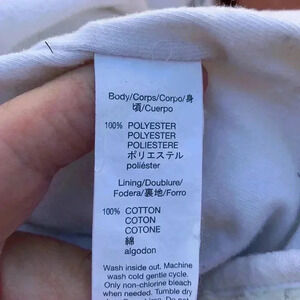 Body/Corps/Corpo/身
頃/Cuerpo
100% POLYESTER
POLYESTER
POLIESTERE
ポリエステル
poliéster
Lining/Doublure/
Fodera/裏地/Forro
100% COTTON
COTON
COTONE
綿
algodon
Wash inside out, Machine
wash cold gentle cycle.
Only non-chlorine bleach
when needed. Tumble dry
Do not